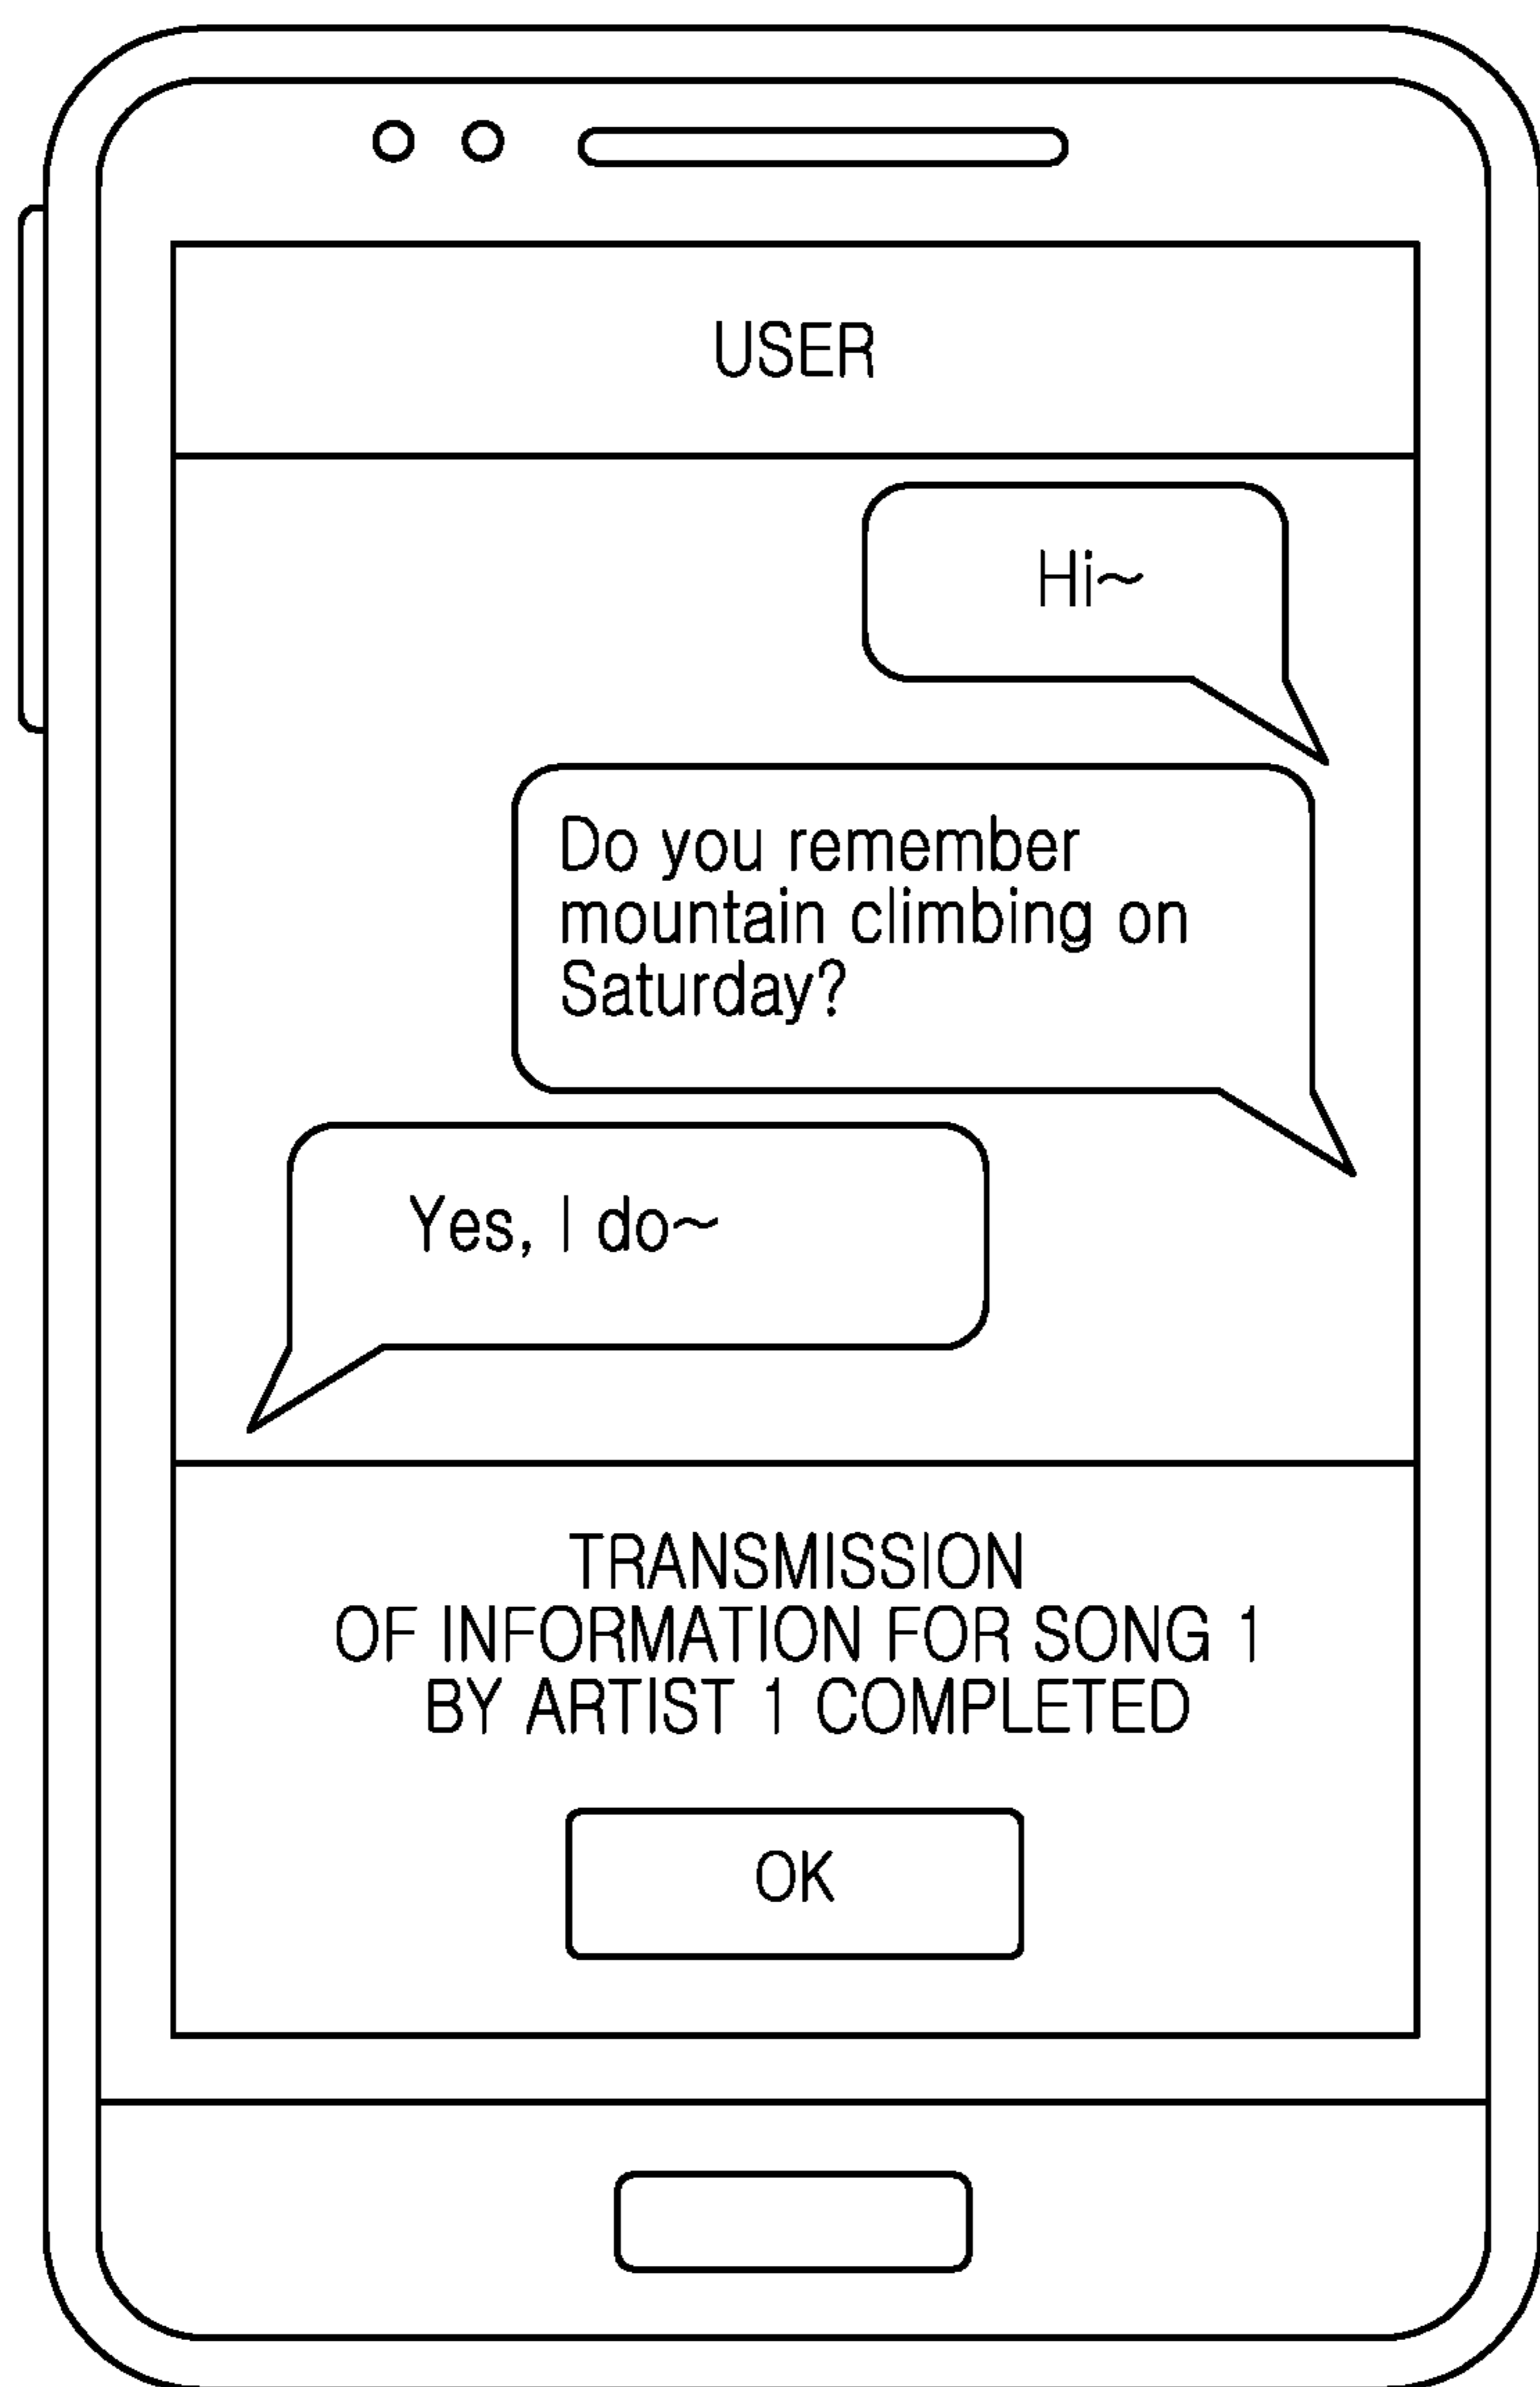 USER
Hi~
Do you remember
mountain climbing on
Saturday?
Yes, I do~
TRANSMISSION
OF INFORMATION FOR SONG 1
BY ARTIST 1 COMPLETED
OK